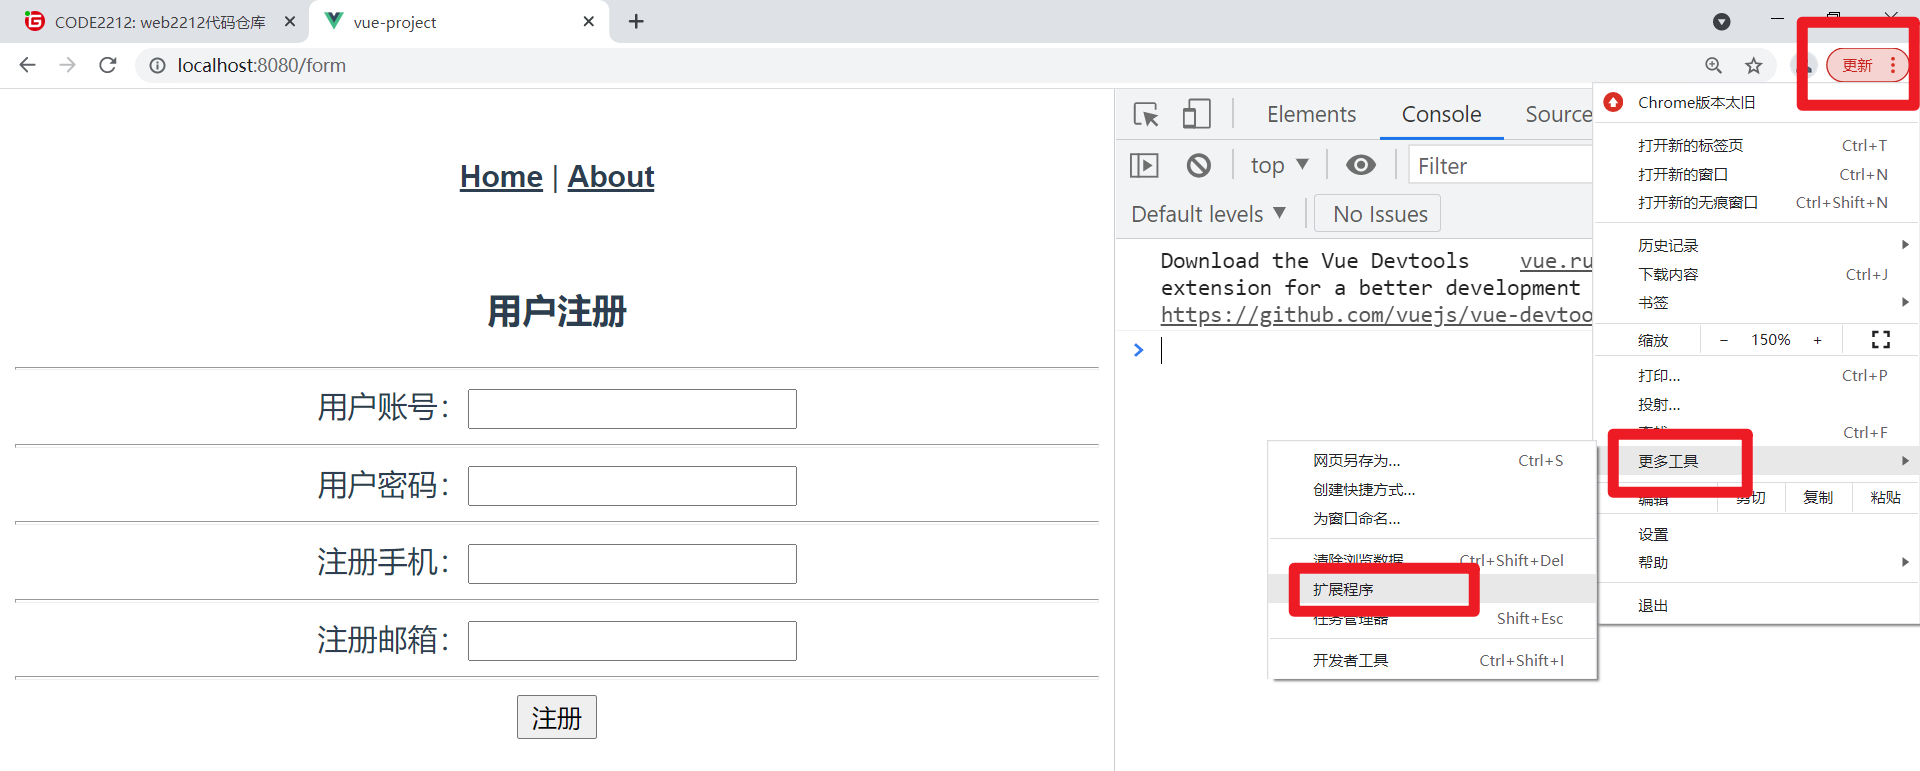 CODE2212: web2212代码仓库
vue-project
localhost:8080/form
更新
Home | About
用户注册
用户账号：
用户密码：
注册手机：
注册邮箱：
注册
Elements Console Source
top Filter
Default levels No Issues
Download the Vue Devtools vue.ru
extension for a better development
https://github.com/vuejs/vue-devtoo
Chrome版本太旧
打开新的标签页 Ctrl+T
打开新的窗口 Ctrl+N
打开新的无痕窗口 Ctrl+Shift+N
历史记录
下载内容 Ctrl+J
书签
缩放 − 150% +
打印... Ctrl+P
投射... 
Ctrl+F
更多工具
编辑 剪切 复制 粘贴
设置
帮助
退出
网页另存为... Ctrl+S
创建快捷方式...
为窗口命名...
清除浏览数据 Ctrl+Shift+Del
扩展程序
任务管理器 Shift+Esc
开发者工具 Ctrl+Shift+I